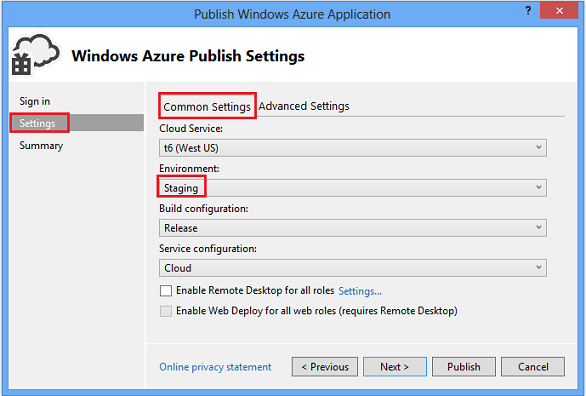 Publish Windows Azure Application
?
Windows Azure Publish Settings
Sign in
Settings
Summary
Common Settings Advanced Settings
Cloud Service:
t6 (West US)
Environment:
Staging
Build configuration:
Release
Service configuration:
Cloud
Enable Remote Desktop for all roles Settings...
Enable Web Deploy for all web roles (requires Remote Desktop)
Online privacy statement < Previous Next > Publish Cancel